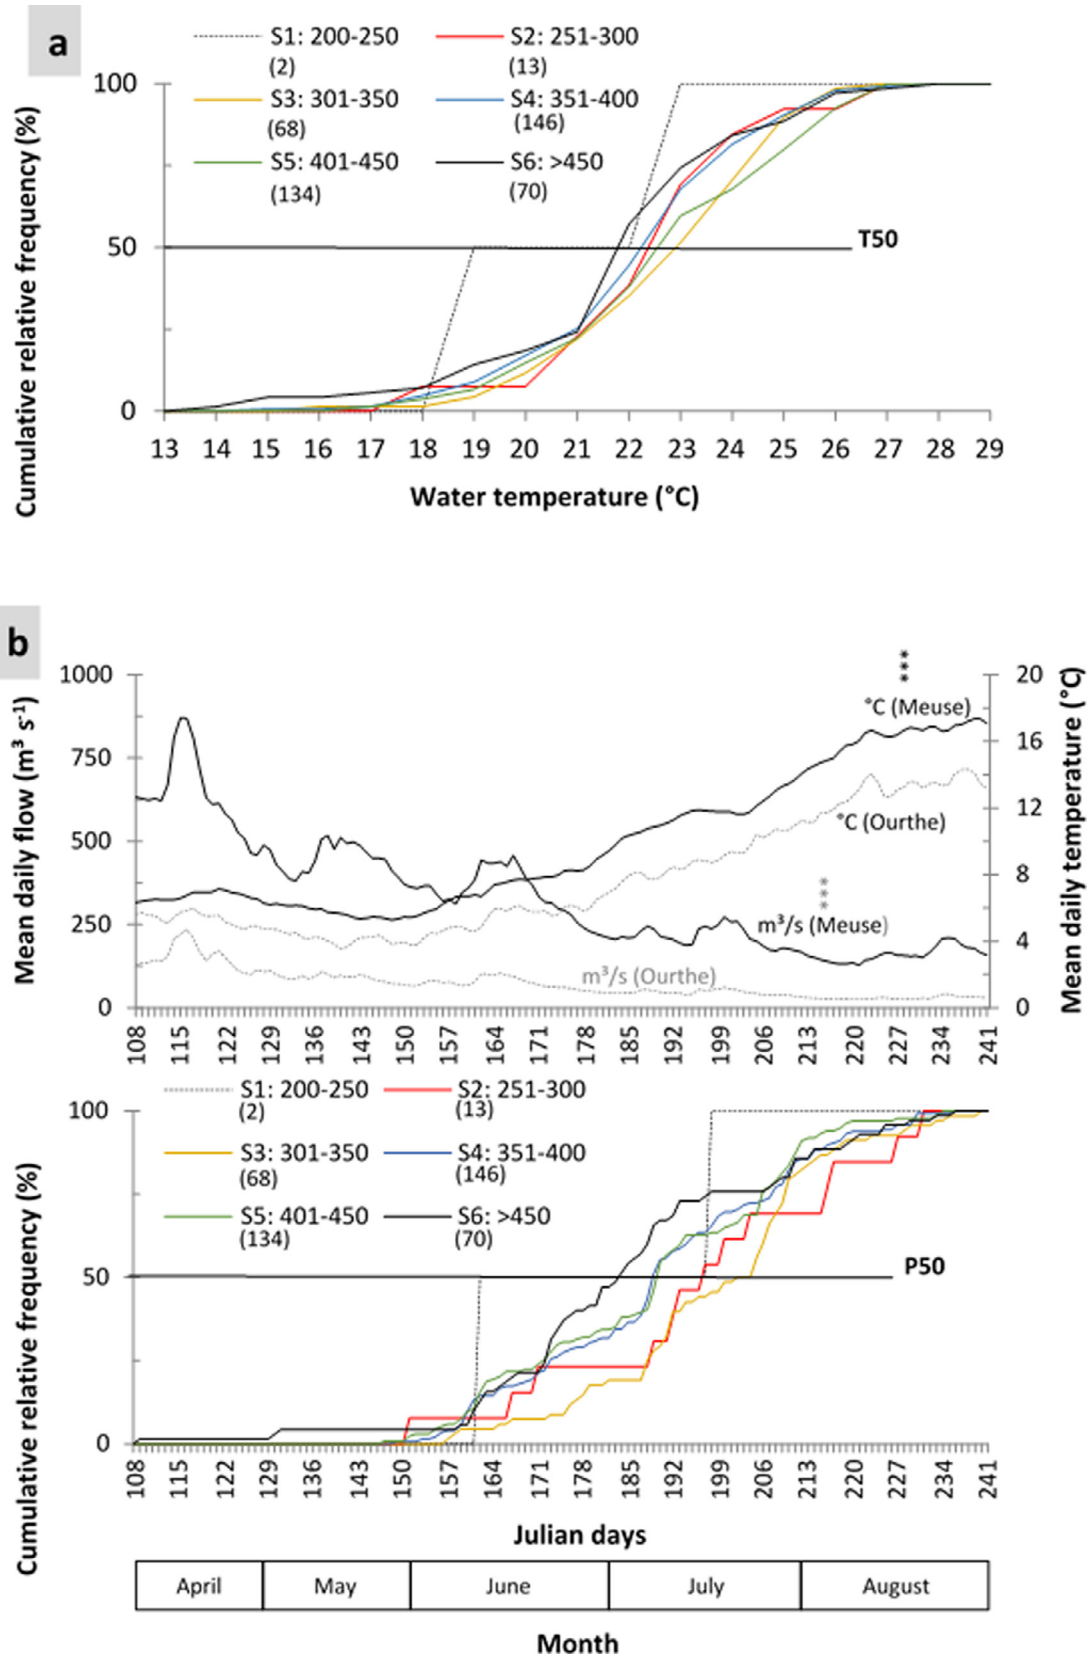 a
S1: 200-250
(2)
S2: 251-300
(13)
S3: 301-350
(68)
S4: 351-400
(146)
S5: 401-450
(134)
S6: >450
(70)
Cumulative relative frequency (%)
100
50
0
T50
13 14 15 16 17 18 19 20 21 22 23 24 25 26 27 28 29
Water temperature (°C)
b
Mean daily flow (m³ s⁻¹)
1000
750
500
250
0
Mean daily temperature (°C)
20
16
12
8
4
0
***
°C (Meuse)
°C (Ourthe)
***
m³/s (Meuse)
m³/s (Ourthe)
108 115 122 129 136 143 150 157 164 171 178 185 192 199 206 213 220 227 234 241
S1: 200-250
(2)
S2: 251-300
(13)
S3: 301-350
(68)
S4: 351-400
(146)
S5: 401-450
(134)
S6: >450
(70)
Cumulative relative frequency (%)
100
50
0
P50
108 115 122 129 136 143 150 157 164 171 178 185 192 199 206 213 220 227 234 241
Julian days
April May June July August
Month